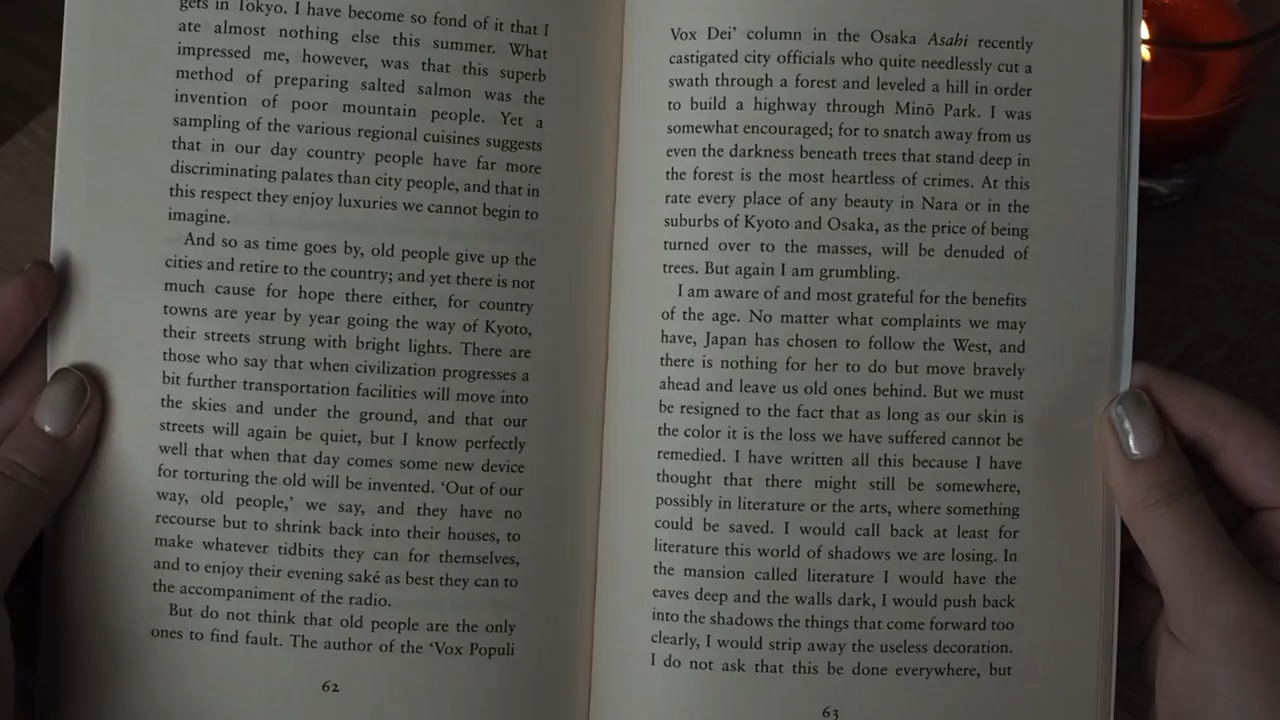 gets in Tokyo. I have become so fond of it that I
ate almost nothing else this summer. What
impressed me, however, was that this superb
method of preparing salted salmon was the
invention of poor mountain people. Yet a
sampling of the various regional cuisines suggests
that in our day country people have far more
discriminating palates than city people, and that in
this respect they enjoy luxuries we cannot begin to
imagine.
And so as time goes by, old people give up the
cities and retire to the country; and yet there is not
much cause for hope there either, for country
towns are year by year going the way of Kyoto,
their streets strung with bright lights. There are
those who say that when civilization progresses a
bit further transportation facilities will move into
the skies and under the ground, and that our
streets will again be quiet, but I know perfectly
well that when that day comes some new device
for torturing the old will be invented. ‘Out of our
way, old people,’ we say, and they have no
recourse but to shrink back into their houses, to
make whatever tidbits they can for themselves,
and to enjoy their evening saké as best they can to
the accompaniment of the radio.
But do not think that old people are the only
ones to find fault. The author of the ‘Vox Populi
62
Vox Dei’ column in the Osaka Asahi recently
castigated city officials who quite needlessly cut a
swath through a forest and leveled a hill in order
to build a highway through Minō Park. I was
somewhat encouraged; for to snatch away from us
even the darkness beneath trees that stand deep in
the forest is the most heartless of crimes. At this
rate every place of any beauty in Nara or in the
suburbs of Kyoto and Osaka, as the price of being
turned over to the masses, will be denuded of
trees. But again I am grumbling.
I am aware of and most grateful for the benefits
of the age. No matter what complaints we may
have, Japan has chosen to follow the West, and
there is nothing for her to do but move bravely
ahead and leave us old ones behind. But we must
be resigned to the fact that as long as our skin is
the color it is the loss we have suffered cannot be
remedied. I have written all this because I have
thought that there might still be somewhere,
possibly in literature or the arts, where something
could be saved. I would call back at least for
literature this world of shadows we are losing. In
the mansion called literature I would have the
eaves deep and the walls dark, I would push back
into the shadows the things that come forward too
clearly, I would strip away the useless decoration.
I do not ask that this be done everywhere, but
63